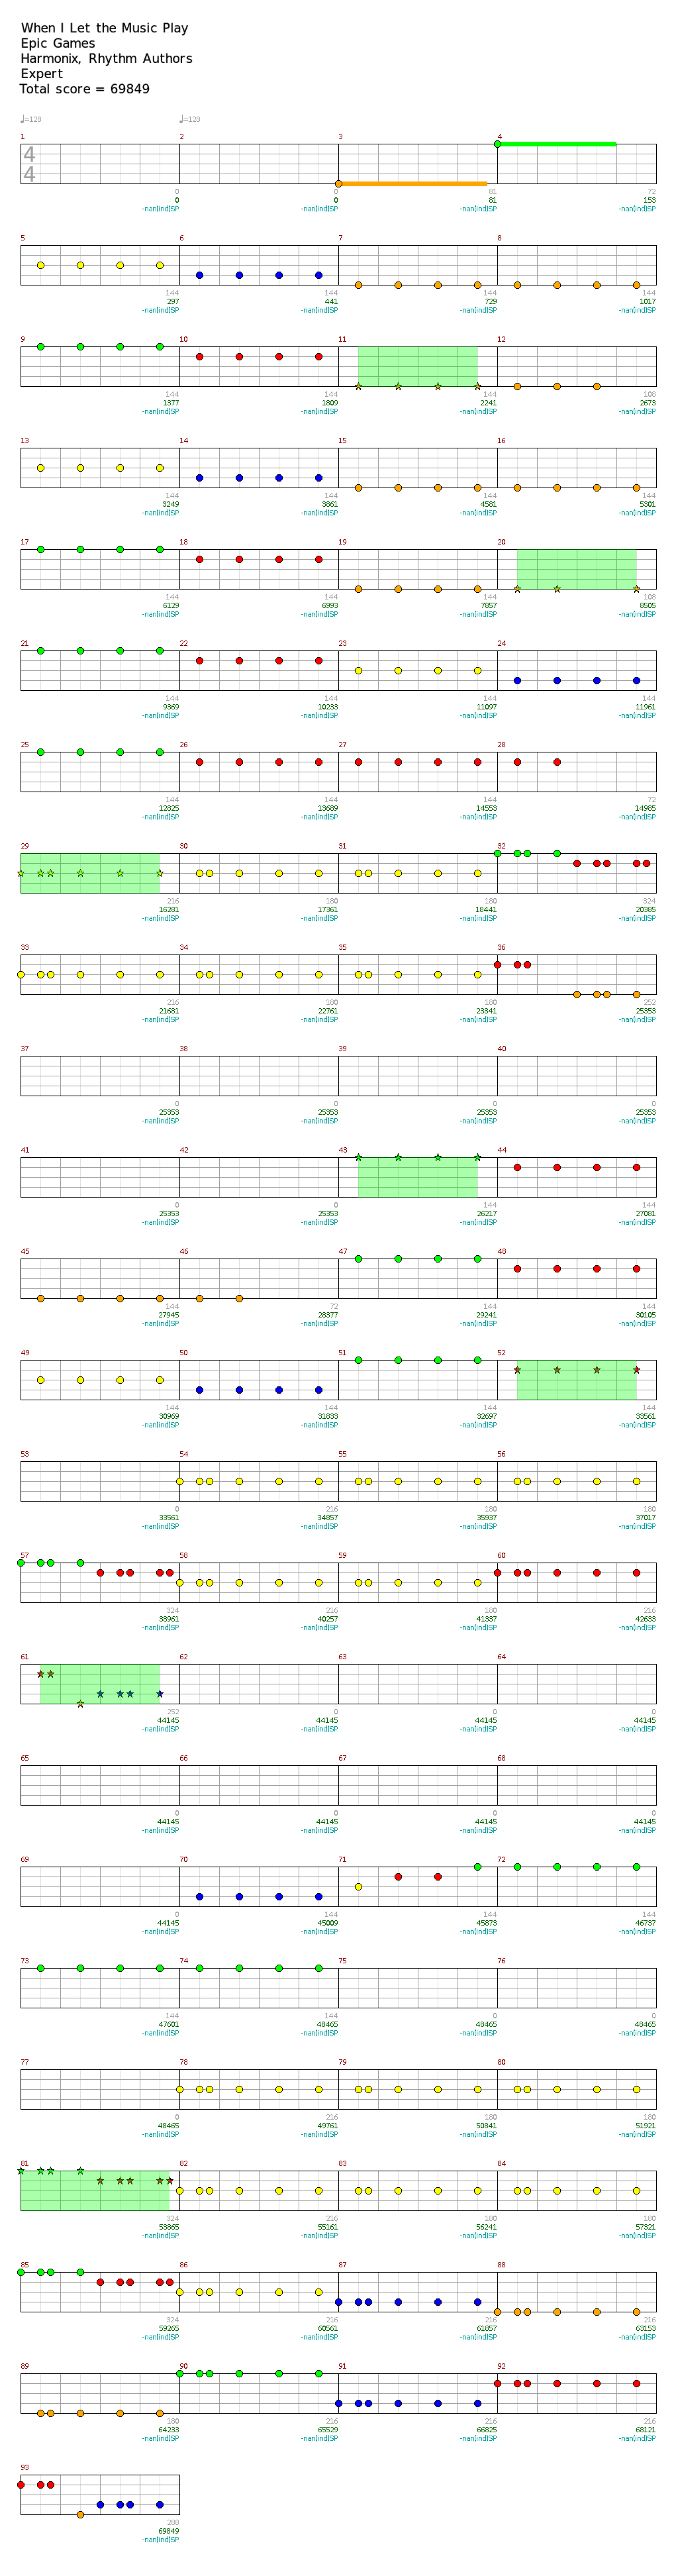 When I Let the Music Play
Epic Games
Harmonix, Rhythm Authors
Expert
Total score = 69849
♩=128 ♩=128
1 2 3 4
4
4
0 0 81 72
0 0 81 153
-nan[ind]SP -nan[ind]SP -nan[ind]SP -nan[ind]SP
5 6 7 8
144 144 144 144
297 441 729 1017
-nan[ind]SP -nan[ind]SP -nan[ind]SP -nan[ind]SP
9 10 11 12
144 144 144 108
1377 1809 2241 2673
-nan[ind]SP -nan[ind]SP -nan[ind]SP -nan[ind]SP
13 14 15 16
144 144 144 144
3249 3861 4581 5301
-nan[ind]SP -nan[ind]SP -nan[ind]SP -nan[ind]SP
17 18 19 20
144 144 144 108
6129 6993 7857 8505
-nan[ind]SP -nan[ind]SP -nan[ind]SP -nan[ind]SP
21 22 23 24
144 144 144 144
9369 10233 11097 11961
-nan[ind]SP -nan[ind]SP -nan[ind]SP -nan[ind]SP
25 26 27 28
144 144 144 72
12825 13689 14553 14985
-nan[ind]SP -nan[ind]SP -nan[ind]SP -nan[ind]SP
29 30 31 32
216 180 180 324
16281 17361 18441 20385
-nan[ind]SP -nan[ind]SP -nan[ind]SP -nan[ind]SP
33 34 35 36
216 180 180 252
21681 22761 23841 25353
-nan[ind]SP -nan[ind]SP -nan[ind]SP -nan[ind]SP
37 38 39 40
0 0 0 0
25353 25353 25353 25353
-nan[ind]SP -nan[ind]SP -nan[ind]SP -nan[ind]SP
41 42 43 44
0 0 144 144
25353 25353 26217 27081
-nan[ind]SP -nan[ind]SP -nan[ind]SP -nan[ind]SP
45 46 47 48
144 72 144 144
27945 28377 29241 30105
-nan[ind]SP -nan[ind]SP -nan[ind]SP -nan[ind]SP
49 50 51 52
144 144 144 144
30969 31833 32697 33561
-nan[ind]SP -nan[ind]SP -nan[ind]SP -nan[ind]SP
53 54 55 56
0 216 180 180
33561 34857 35937 37017
-nan[ind]SP -nan[ind]SP -nan[ind]SP -nan[ind]SP
57 58 59 60
324 216 180 216
38961 40257 41337 42633
-nan[ind]SP -nan[ind]SP -nan[ind]SP -nan[ind]SP
61 62 63 64
252 0 0 0
44145 44145 44145 44145
-nan[ind]SP -nan[ind]SP -nan[ind]SP -nan[ind]SP
65 66 67 68
0 0 0 0
44145 44145 44145 44145
-nan[ind]SP -nan[ind]SP -nan[ind]SP -nan[ind]SP
69 70 71 72
0 144 144 144
44145 45009 45873 46737
-nan[ind]SP -nan[ind]SP -nan[ind]SP -nan[ind]SP
73 74 75 76
144 144 0 0
47601 48465 48465 48465
-nan[ind]SP -nan[ind]SP -nan[ind]SP -nan[ind]SP
77 78 79 80
0 216 180 180
48465 49761 50841 51921
-nan[ind]SP -nan[ind]SP -nan[ind]SP -nan[ind]SP
81 82 83 84
324 216 180 180
53865 55161 56241 57321
-nan[ind]SP -nan[ind]SP -nan[ind]SP -nan[ind]SP
85 86 87 88
324 216 216 216
59265 60561 61857 63153
-nan[ind]SP -nan[ind]SP -nan[ind]SP -nan[ind]SP
89 90 91 92
180 216 216 216
64233 65529 66825 68121
-nan[ind]SP -nan[ind]SP -nan[ind]SP -nan[ind]SP
93
288
69849
-nan[ind]SP